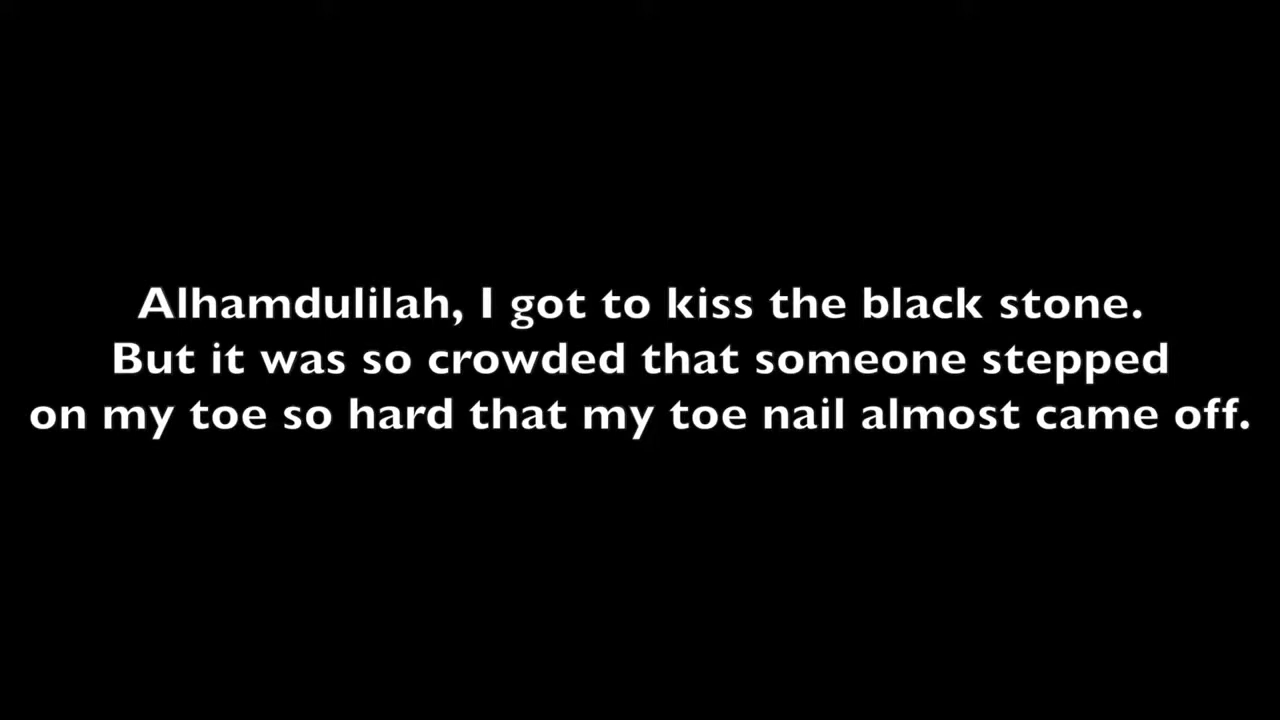 Alhamdulilah, I got to kiss the black stone.
But it was so crowded that someone stepped
on my toe so hard that my toe nail almost came off.